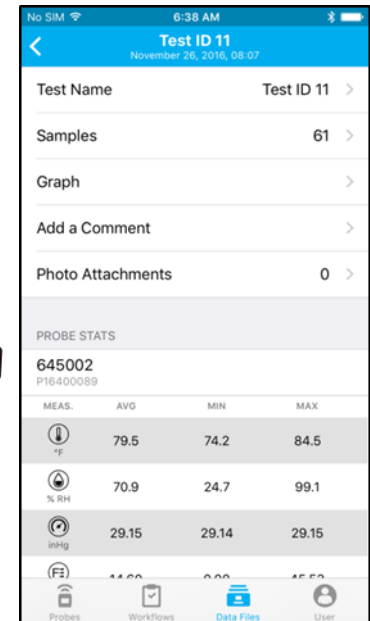 No SIM 6:38 AM
Test ID 11
November 26, 2016, 08:07
Test Name Test ID 11
Samples 61
Graph
Add a Comment
Photo Attachments 0
PROBE STATS
645002
P16400089
MEAS. AVG MIN MAX
°F 79.5 74.2 84.5
% RH 70.9 24.7 99.1
inHg 29.15 29.14 29.15
Probes Workflows Data Files User